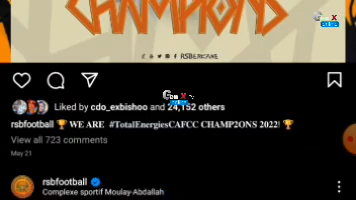 CHAMPIONS
RSBERKANE
Liked by cdo_exbishoo and 24,152 others
rsbfootball 🏆 WE ARE #TotalEnergiesCAFCC CHAMP2ONS 2022! 🏆
View all 723 comments
May 21
rsbfootball
Complexe sportif Moulay-Abdallah